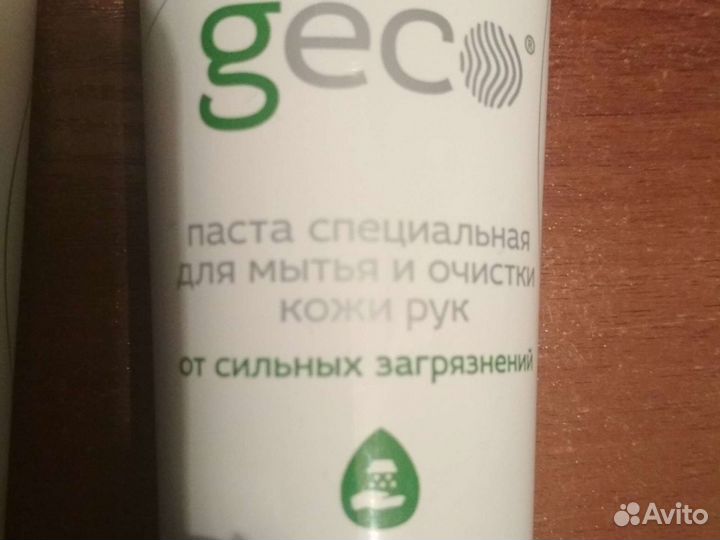 geco®
паста специальная
для мытья и очистки
кожи рук
от сильных загрязнений
Avito